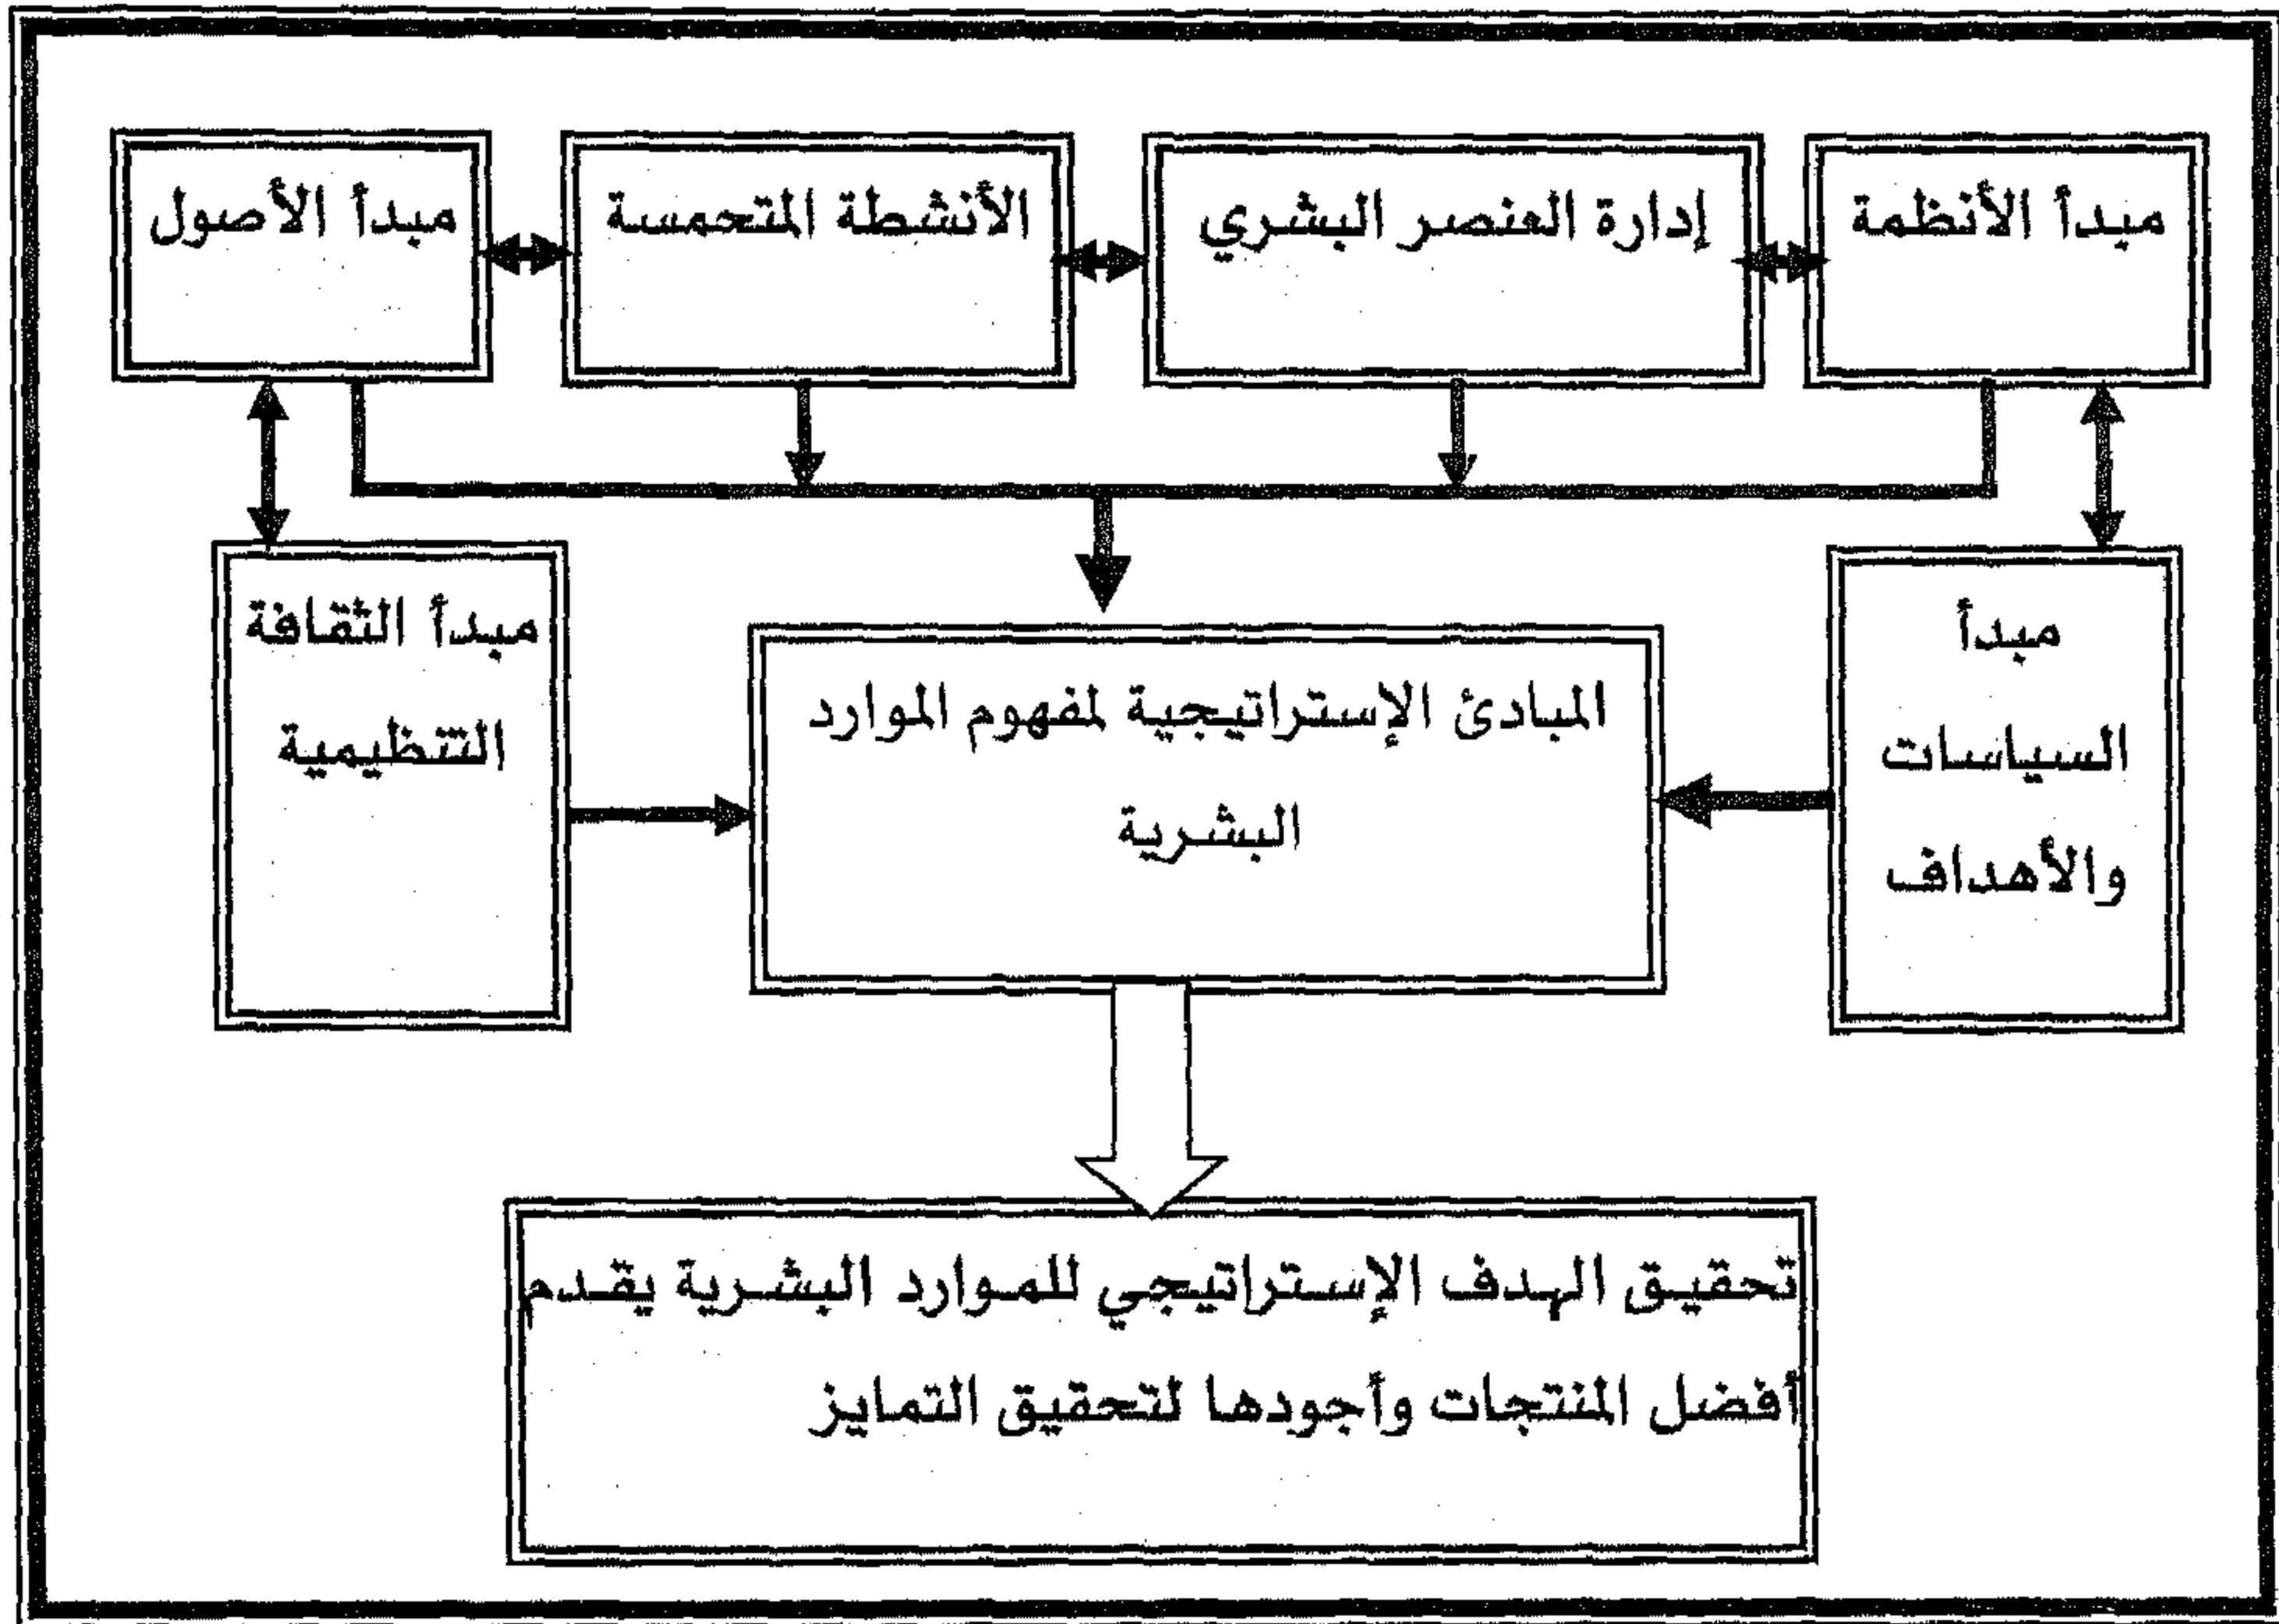 مبدأ الأنظمة
إدارة العنصر البشري
الأنشطة المتحمسة
مبدأ الأصول
مبدأ
السياسات
والأهداف
المبادئ الإستراتيجية لمفهوم الموارد
البشرية
مبدأ الثقافة
التنظيمية
تحقيق الهدف الإستراتيجي للموارد البشرية يقدم
أفضل المنتجات وأجودها لتحقيق التمايز